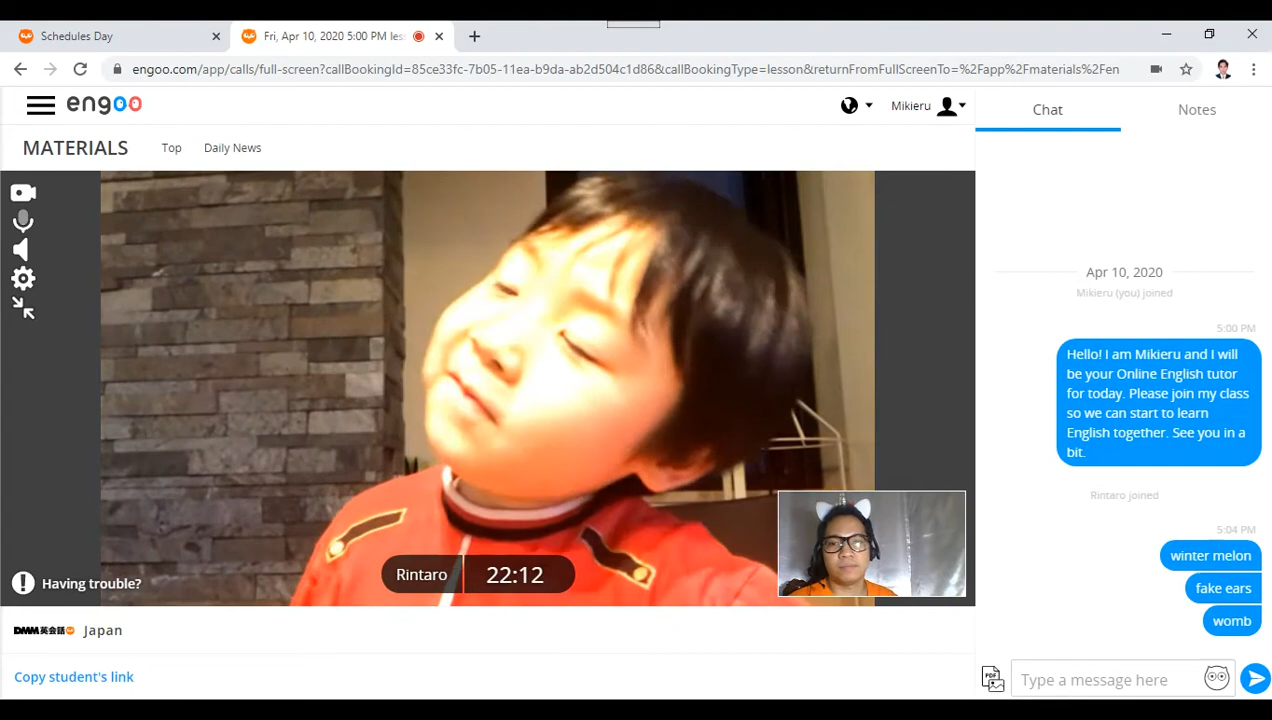 Schedules Day
Fri, Apr 10, 2020 5:00 PM les
engoo.com/app/calls/full-screen?callBookingId=85ce33fc-7b05-11ea-b9da-ab2d504c1d86&callBookingType=lesson&returnFromFullScreenTo=%2Fapp%2Fmaterials%2Fen
engoo
Mikieru
MATERIALS
Top
Daily News
Rintaro
22:12
Having trouble?
DMM英会話
Japan
Copy student's link
Chat
Notes
Apr 10, 2020
Mikieru (you) joined
5:00 PM
Hello! I am Mikieru and I will
be your Online English tutor
for today. Please join my class
so we can start to learn
English together. See you in a
bit.
Rintaro joined
5:04 PM
winter melon
fake ears
womb
PDF
Type a message here